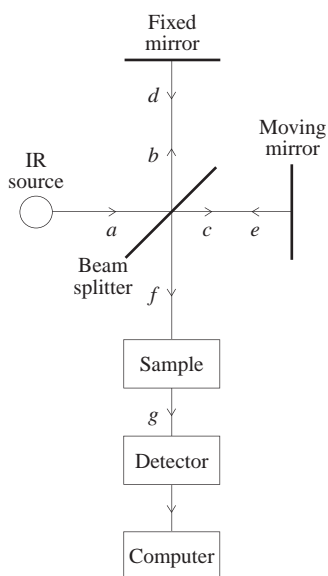 Fixed
mirror
d
Moving
mirror
b
IR
source
a
c
e
Beam
splitter
f
Sample
g
Detector
Computer